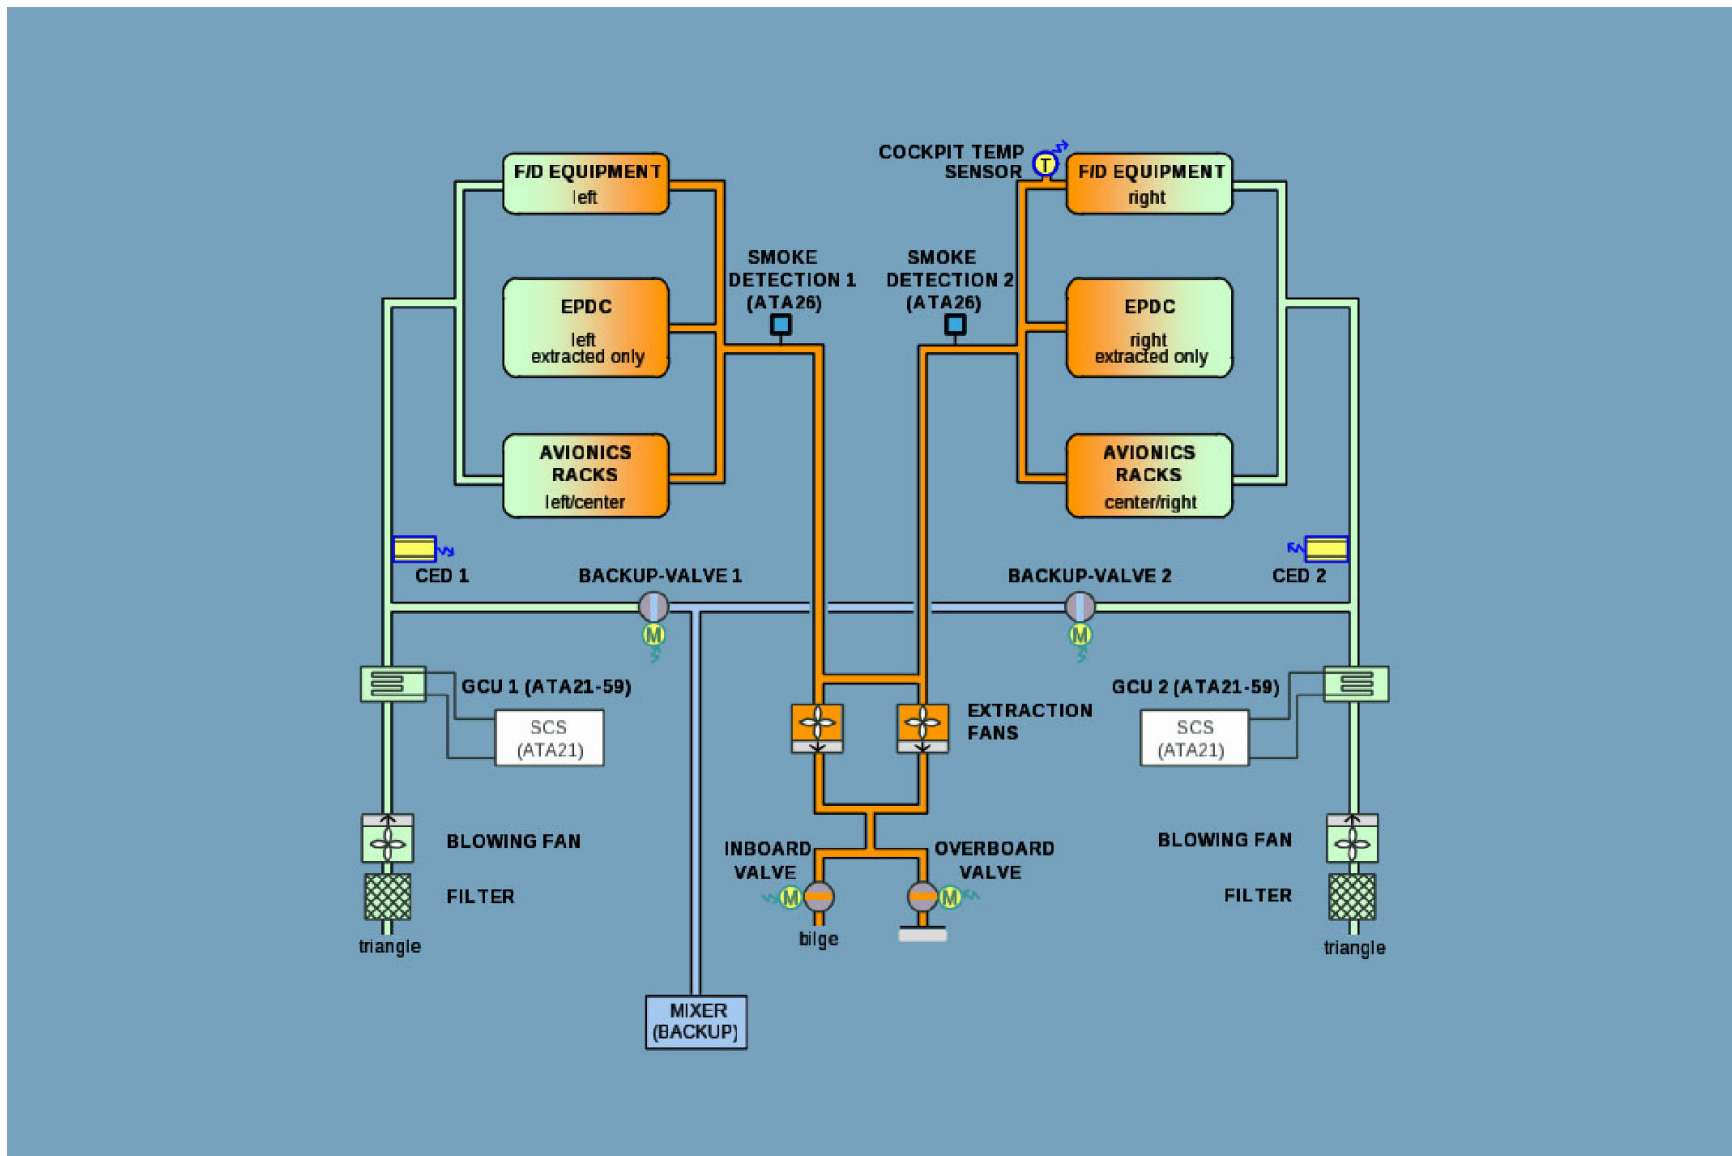 COCKPIT TEMP
SENSOR
T
F/D EQUIPMENT
left
F/D EQUIPMENT
right
SMOKE
DETECTION 1
(ATA26)
SMOKE
DETECTION 2
(ATA26)
EPDC
left
extracted only
EPDC
right
extracted only
AVIONICS
RACKS
left/center
AVIONICS
RACKS
center/right
CED 1
BACKUP-VALVE 1
M
BACKUP-VALVE 2
M
CED 2
GCU 1 (ATA21-59)
SCS
(ATA21)
EXTRACTION
FANS
GCU 2 (ATA21-59)
SCS
(ATA21)
BLOWING FAN
FILTER
triangle
INBOARD
VALVE
M
bilge
OVERBOARD
VALVE
M
BLOWING FAN
FILTER
triangle
MIXER
(BACKUP)